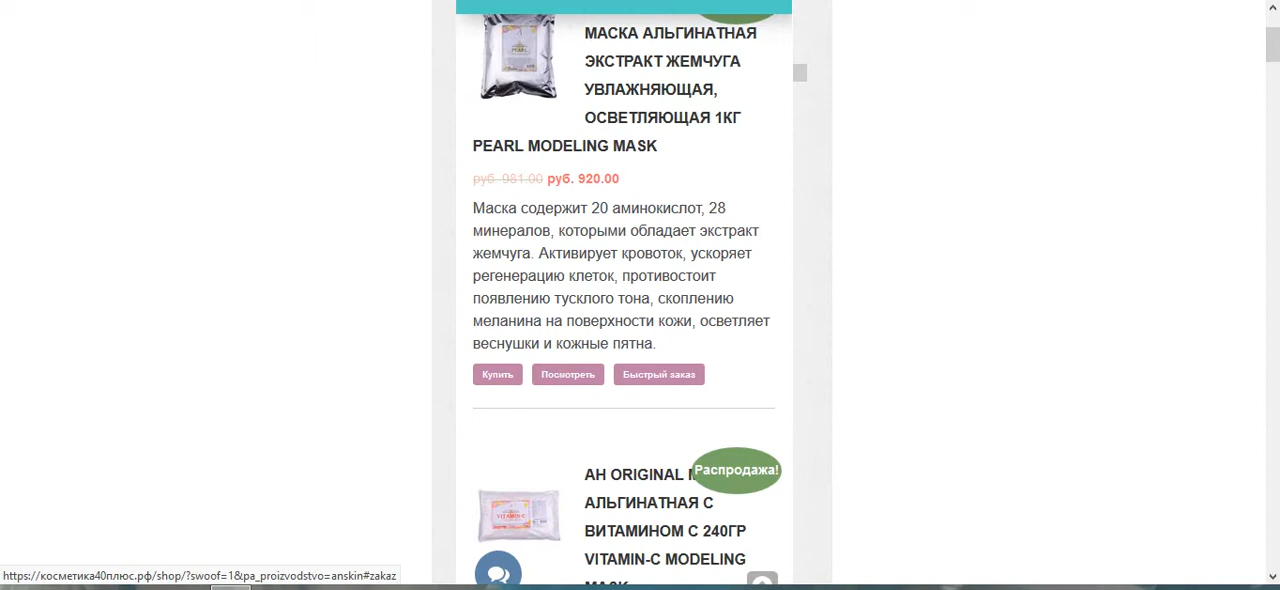 МАСКА АЛЬГИНАТНАЯ
ЭКСТРАКТ ЖЕМЧУГА
УВЛАЖНЯЮЩАЯ,
ОСВЕТЛЯЮЩАЯ 1КГ
PEARL MODELING MASK
руб. 981.00 руб. 920.00
Маска содержит 20 аминокислот, 28
минералов, которыми обладает экстракт
жемчуга. Активирует кровоток, ускоряет
регенерацию клеток, противостоит
появлению тусклого тона, скоплению
меланина на поверхности кожи, осветляет
веснушки и кожные пятна.
Купить Посмотреть Быстрый заказ
Распродажа!
AH ORIGINAL
АЛЬГИНАТНАЯ С
ВИТАМИНОМ С 240ГР
VITAMIN-C MODELING
VITAMIN-C
PEARL
https://косметика40плюс.рф/shop/?swoof=1&pa_proizvodstvo=anskin#zakaz